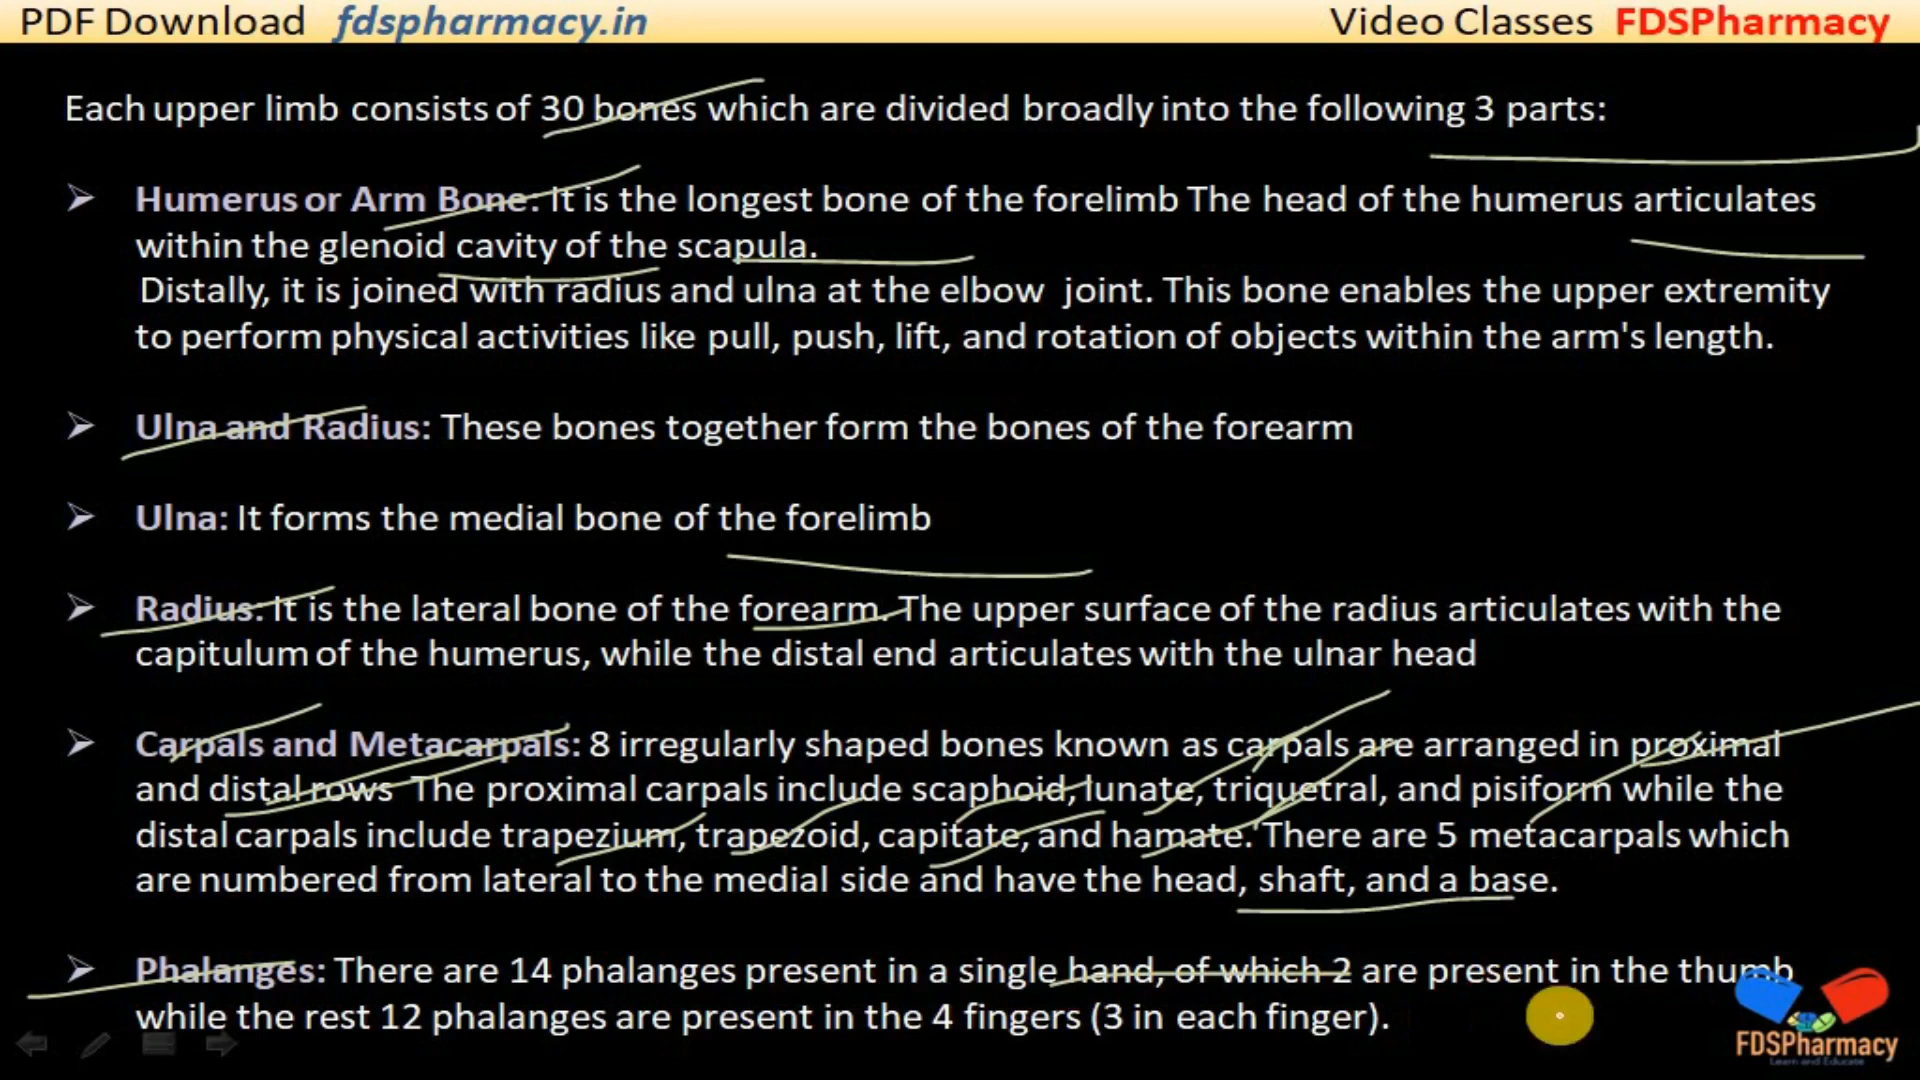 PDF Download fdspharmacy.in Video Classes FDSPharmacy
Each upper limb consists of 30 bones which are divided broadly into the following 3 parts:
➢ Humerus or Arm Bone: It is the longest bone of the forelimb The head of the humerus articulates
within the glenoid cavity of the scapula.
Distally, it is joined with radius and ulna at the elbow joint. This bone enables the upper extremity
to perform physical activities like pull, push, lift, and rotation of objects within the arm's length.
➢ Ulna and Radius: These bones together form the bones of the forearm
➢ Ulna: It forms the medial bone of the forelimb
➢ Radius: It is the lateral bone of the forearm. The upper surface of the radius articulates with the
capitulum of the humerus, while the distal end articulates with the ulnar head
➢ Carpals and Metacarpals: 8 irregularly shaped bones known as carpals are arranged in proximal
and distal rows The proximal carpals include scaphoid, lunate, triquetral, and pisiform while the
distal carpals include trapezium, trapezoid, capitate, and hamate. There are 5 metacarpals which
are numbered from lateral to the medial side and have the head, shaft, and a base.
➢ Phalanges: There are 14 phalanges present in a single hand, of which 2 are present in the thumb
while the rest 12 phalanges are present in the 4 fingers (3 in each finger).
FDSPharmacy
Learn and Educate